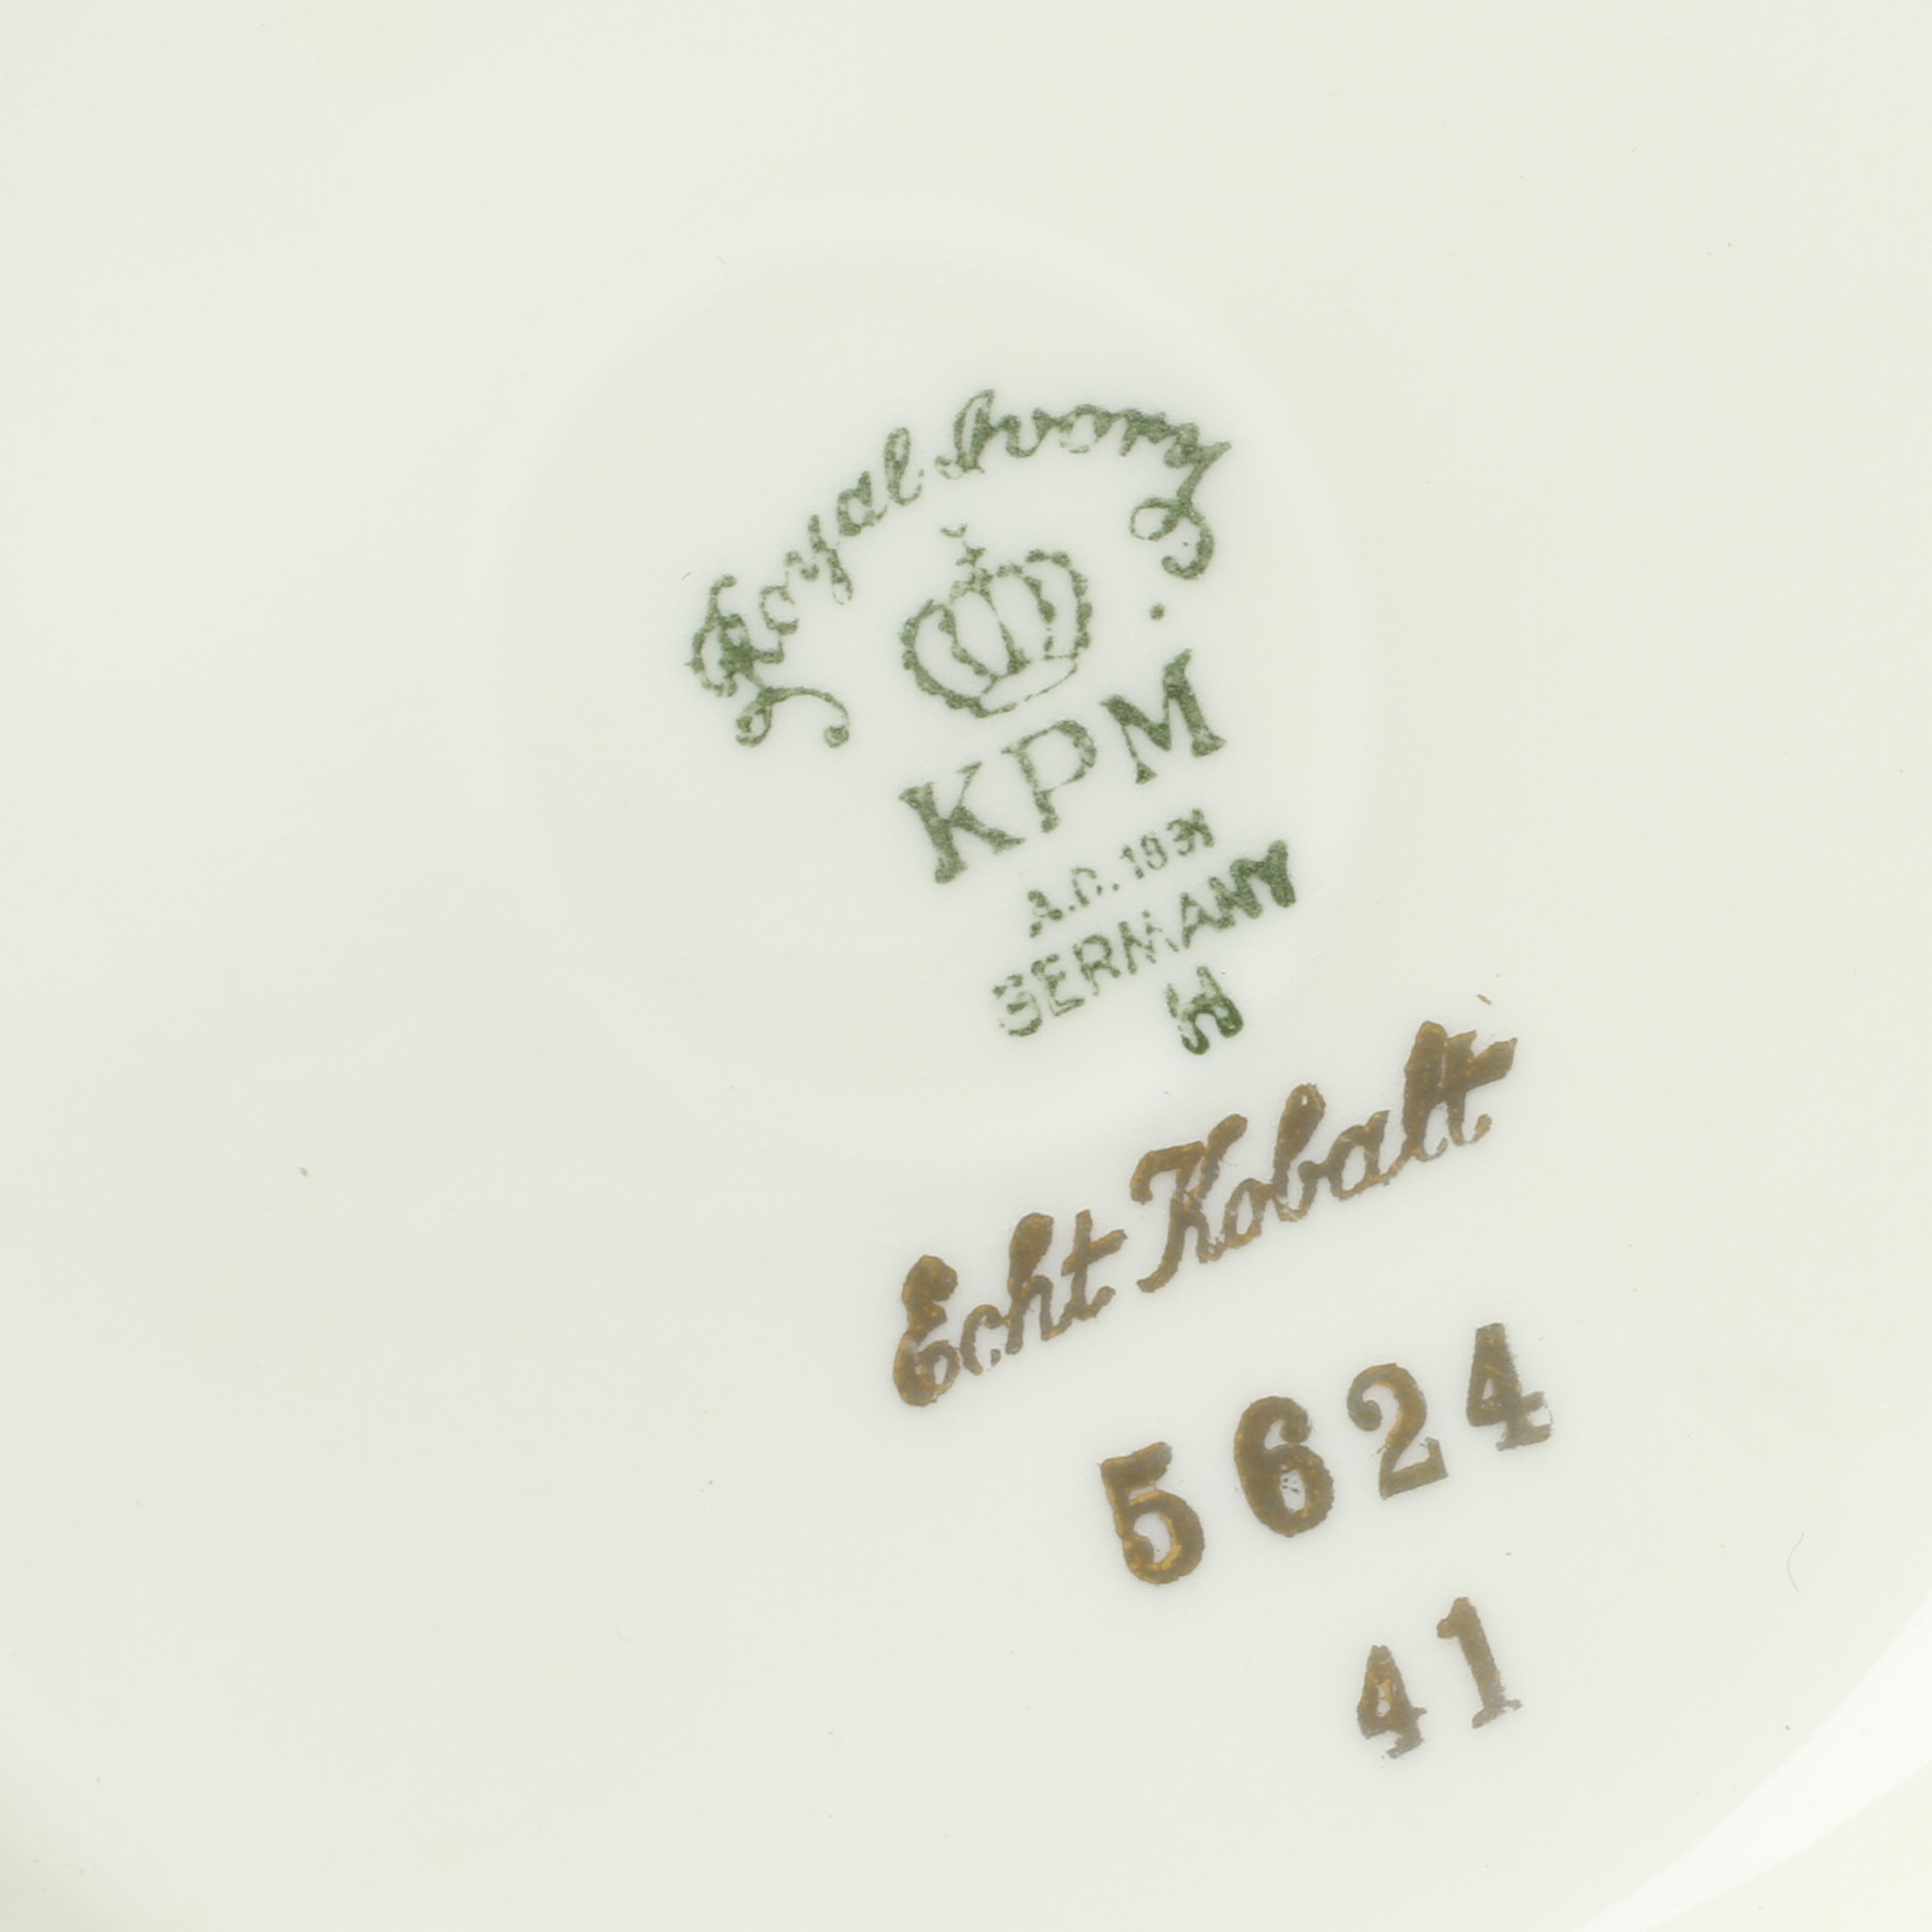 Royal Ivory
KPM
A.D. 1831
GERMANY
W
Echt Kobalt
5624
41